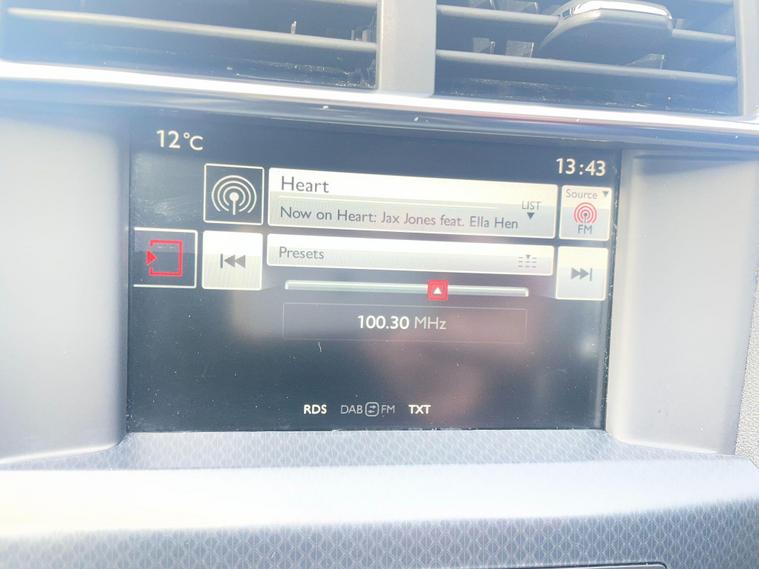 12°C
13:43
Heart
Source
LIST
Now on Heart: Jax Jones feat. Ella Hen
FM
Presets
100.30 MHz
RDS DAB FM TXT